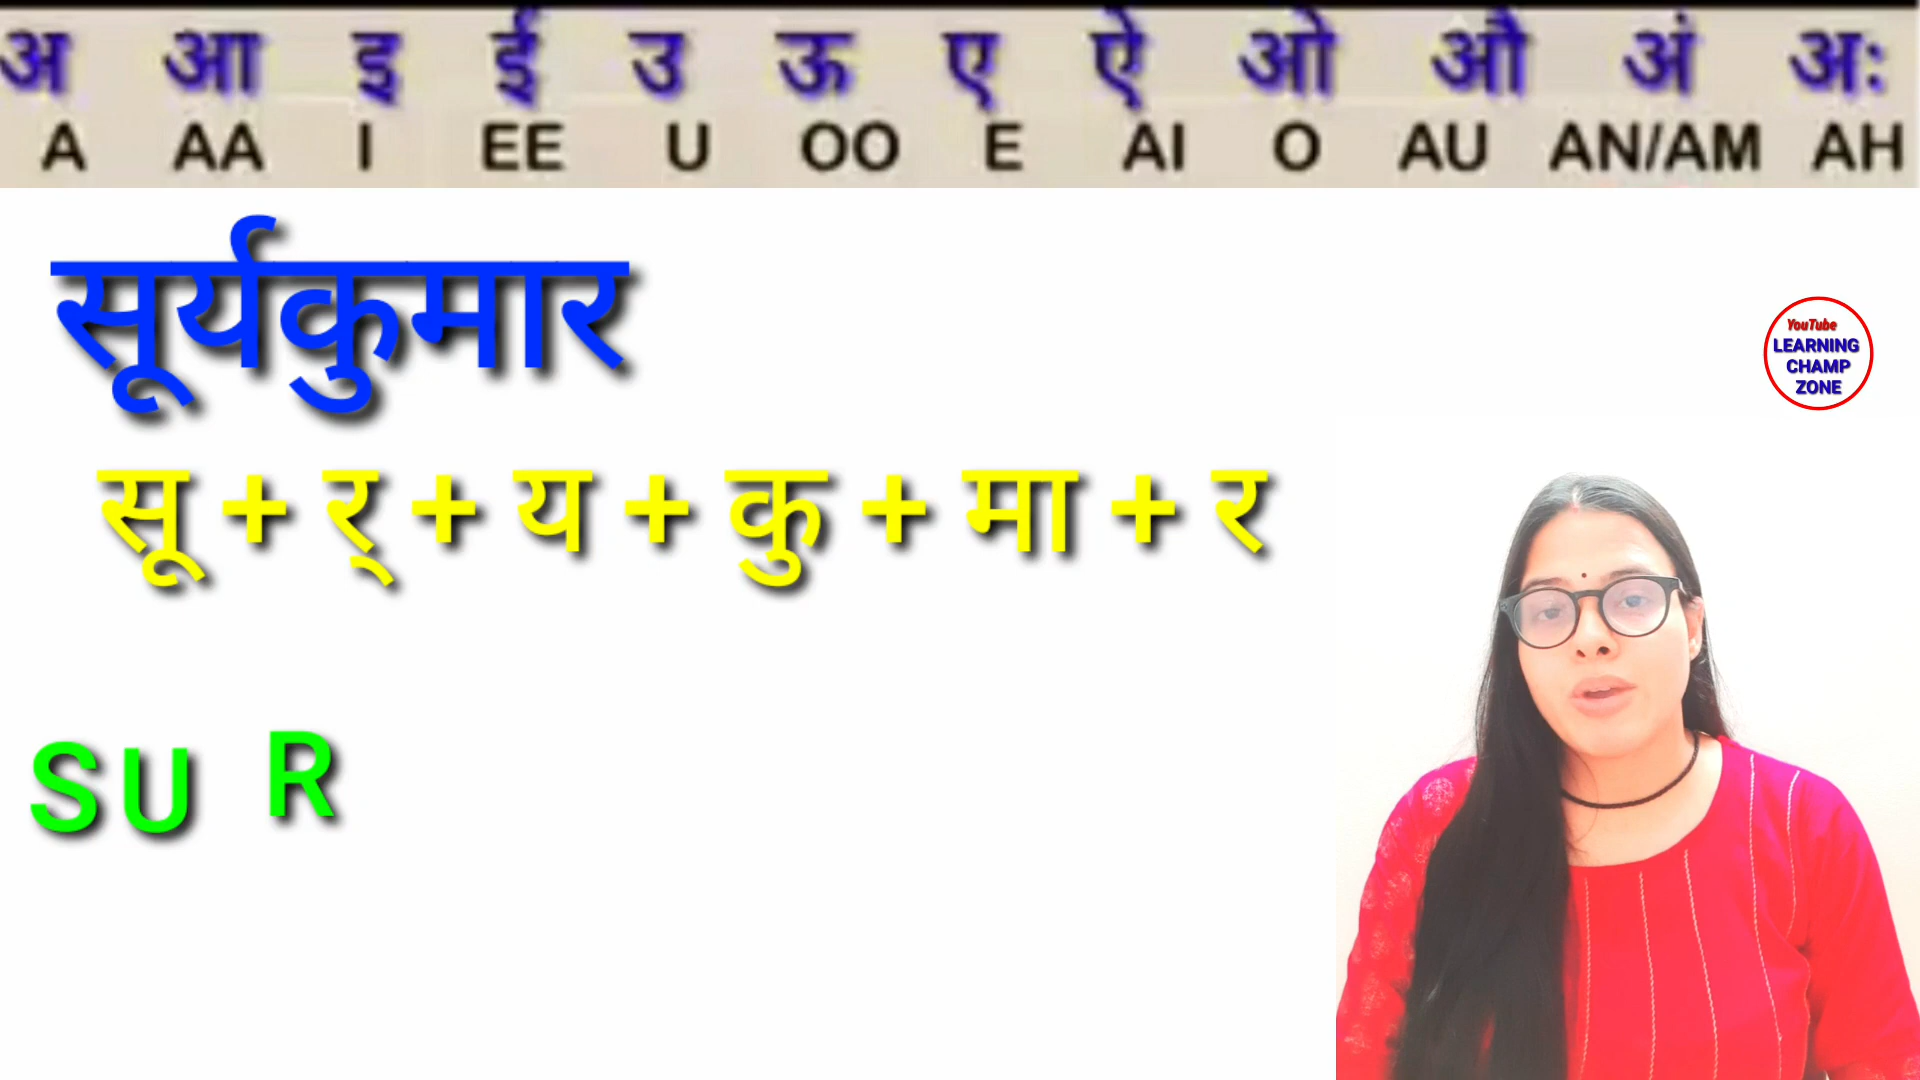 अ आ इ ई उ ऊ ए ऐ ओ औ अं अः
A AA I EE U OO E AI O AU AN/AM AH
सूर्यकुमार
YouTube
LEARNING
CHAMP
ZONE
सू + र् + य + कु + मा + र
SU R